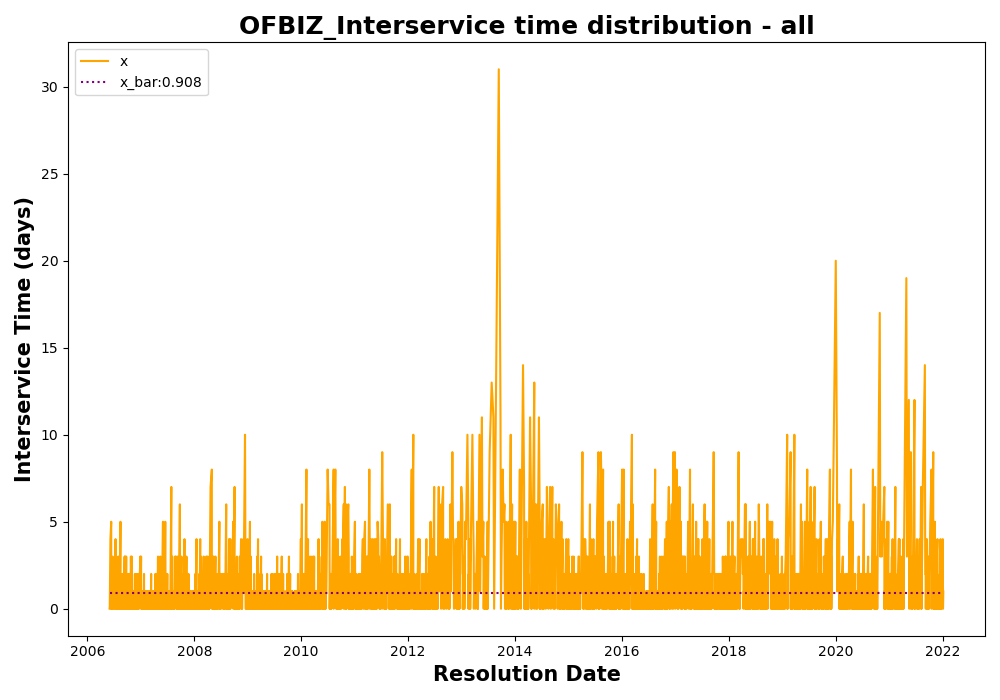 OFBIZ_Interservice time distribution - all
x
x_bar:0.908
Interservice Time (days)
30
25
20
15
10
5
0
2006 2008 2010 2012 2014 2016 2018 2020 2022
Resolution Date